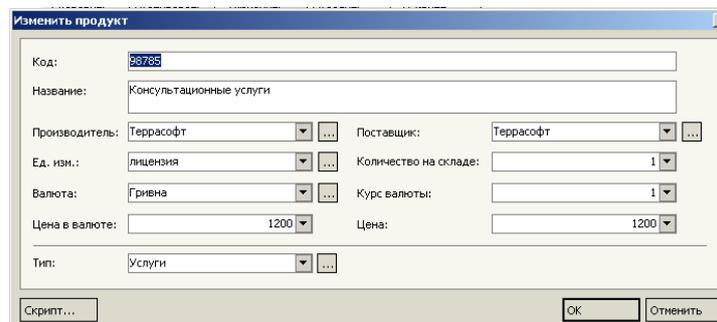 Изменить продукт
Код: 98785
Название: Консультационные услуги
Производитель: Террасофт ... Поставщик: Террасофт ...
Ед. изм.: лицензия ... Количество на складе: 1
Валюта: Гривна ... Курс валюты: 1
Цена в валюте: 1200 Цена: 1200
Тип: Услуги ...
Скрипт... OK Отменить